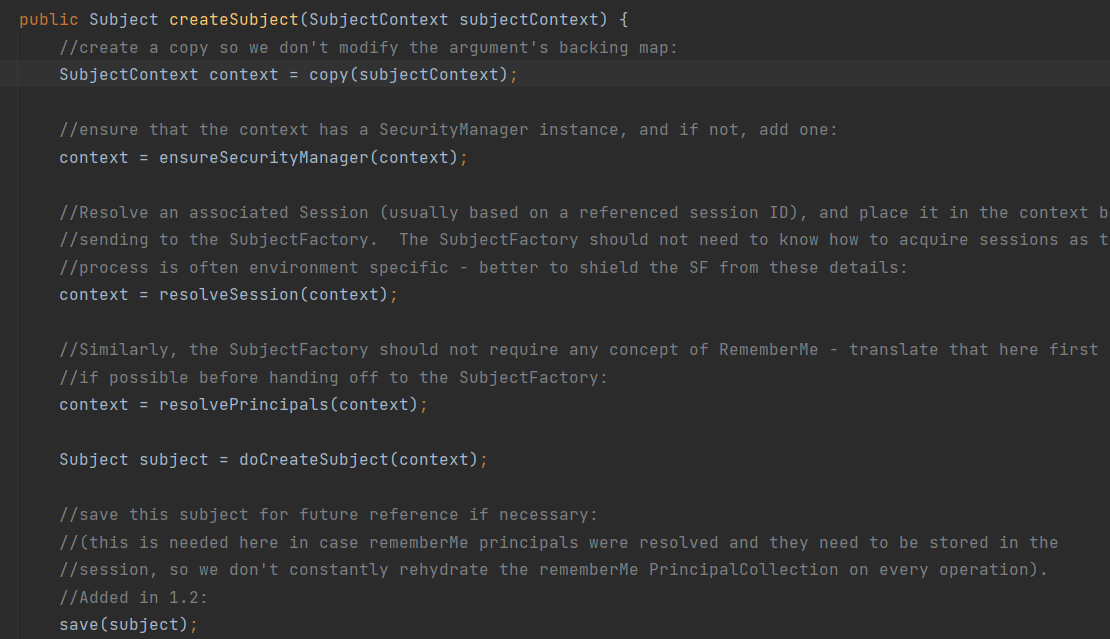 public Subject createSubject(SubjectContext subjectContext) {
//create a copy so we don't modify the argument's backing map:
SubjectContext context = copy(subjectContext);
//ensure that the context has a SecurityManager instance, and if not, add one:
context = ensureSecurityManager(context);
//Resolve an associated Session (usually based on a referenced session ID), and place it in the context b
//sending to the SubjectFactory.  The SubjectFactory should not need to know how to acquire sessions as t
//process is often environment specific - better to shield the SF from these details:
context = resolveSession(context);
//Similarly, the SubjectFactory should not require any concept of RememberMe - translate that here first
//if possible before handing off to the SubjectFactory:
context = resolvePrincipals(context);
Subject subject = doCreateSubject(context);
//save this subject for future reference if necessary:
//(this is needed here in case rememberMe principals were resolved and they need to be stored in the
//session, so we don't constantly rehydrate the rememberMe PrincipalCollection on every operation).
//Added in 1.2:
save(subject);